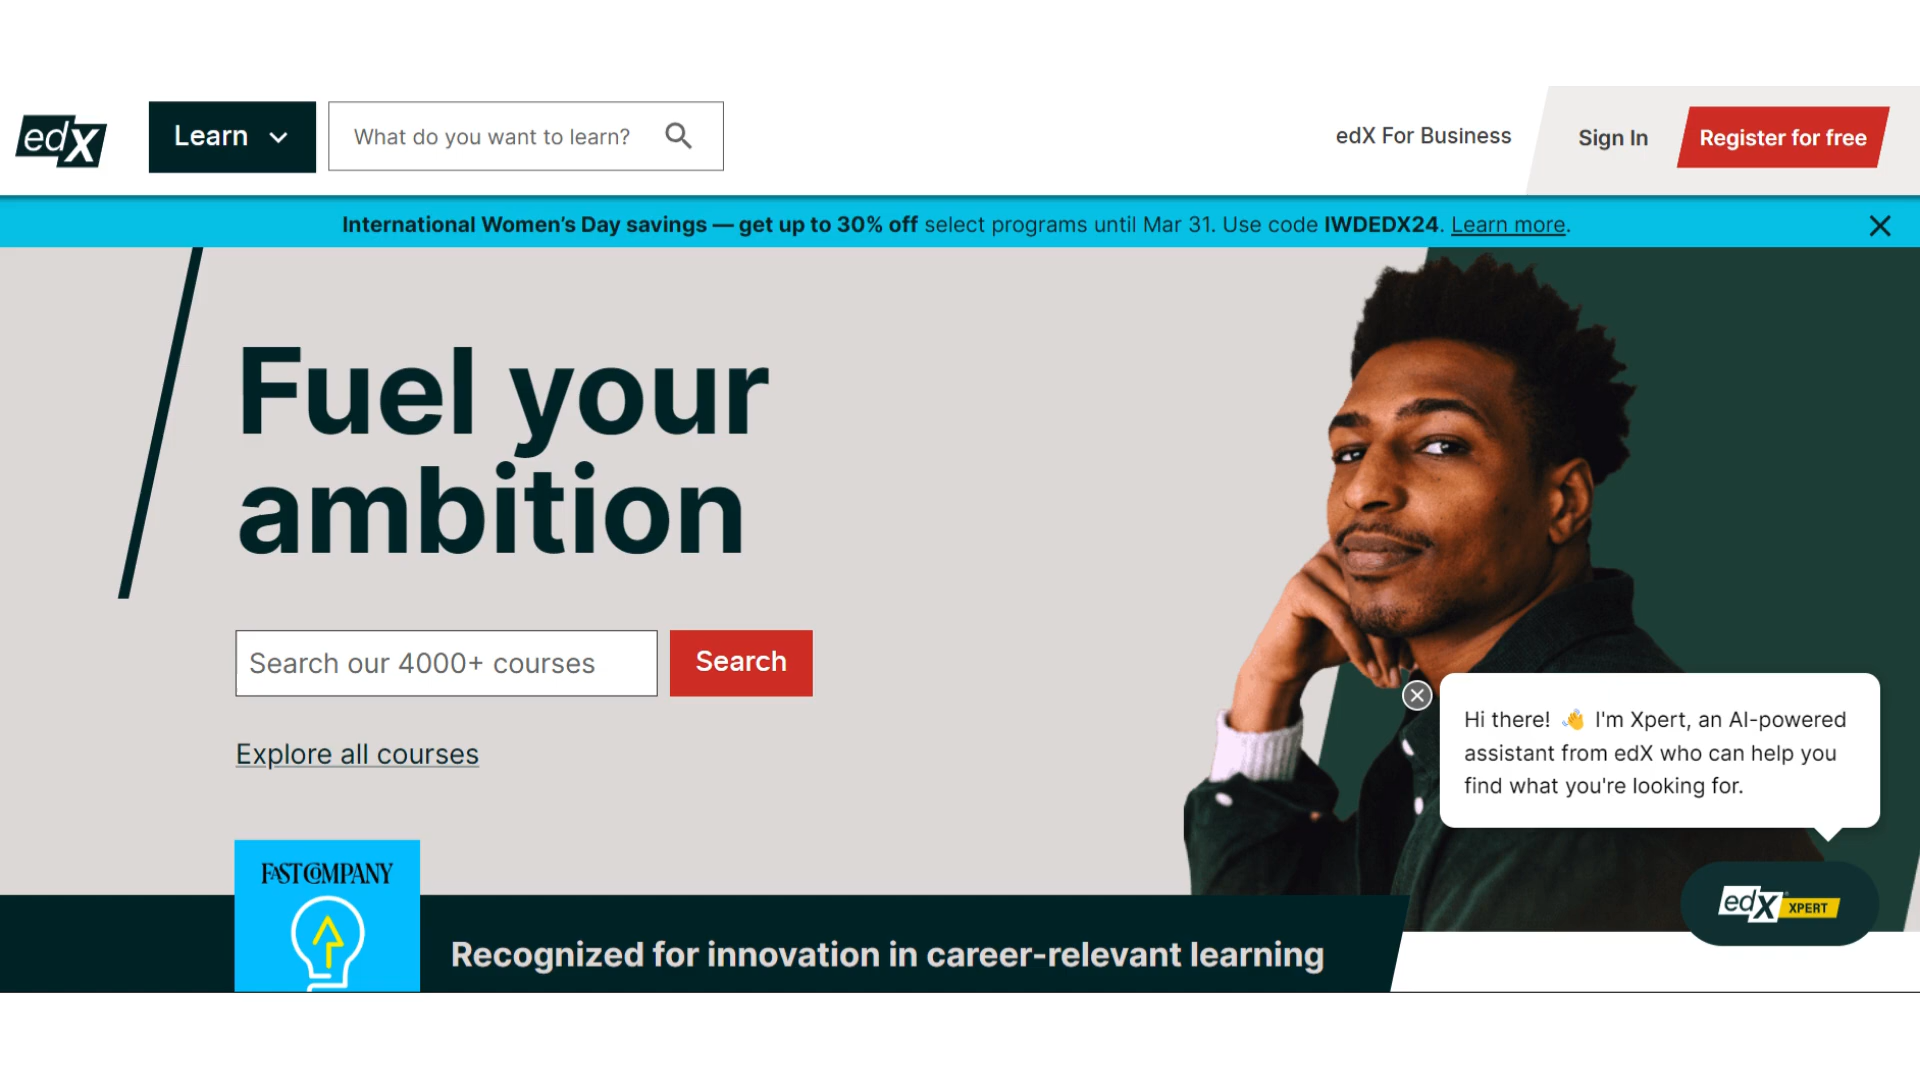 edX
Learn
What do you want to learn?
edX For Business
Sign In
Register for free
International Women’s Day savings — get up to 30% off select programs until Mar 31. Use code IWDEDX24. Learn more.
Fuel your
ambition
Search our 4000+ courses
Search
Explore all courses
Hi there! 👋 I'm Xpert, an AI-powered
assistant from edX who can help you
find what you're looking for.
FAST COMPANY
Recognized for innovation in career-relevant learning
edX XPERT